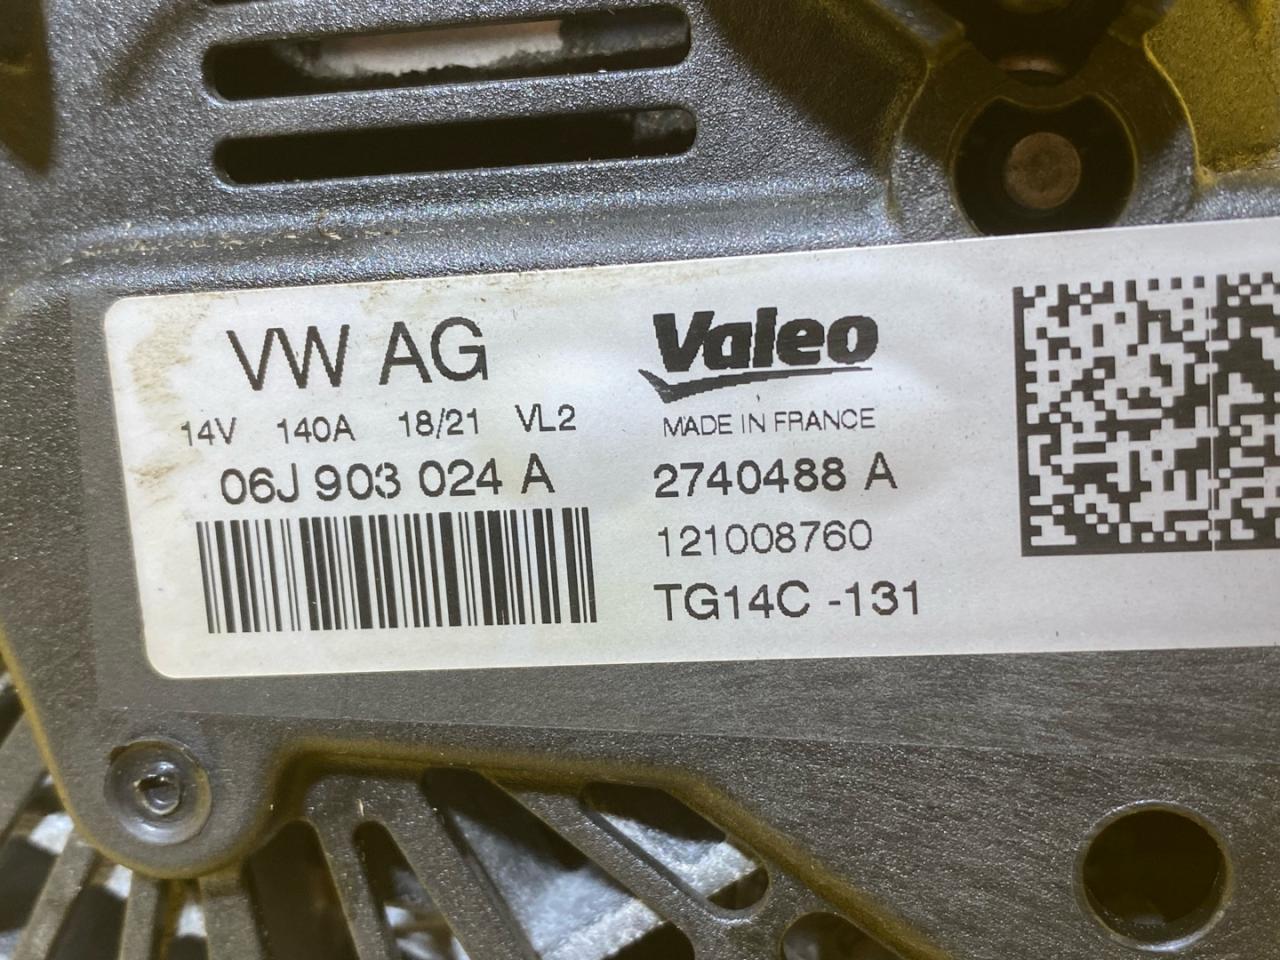 VW AG
14V 140A 18/21 VL2
06J 903 024 A
Valeo
MADE IN FRANCE
2740488 A
121008760
TG14C -131